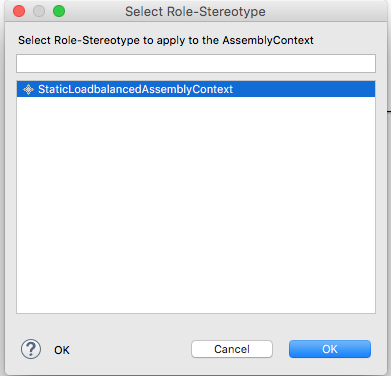 Select Role-Stereotype
Select Role-Stereotype to apply to the AssemblyContext
StaticLoadbalancedAssemblyContext
? OK Cancel OK